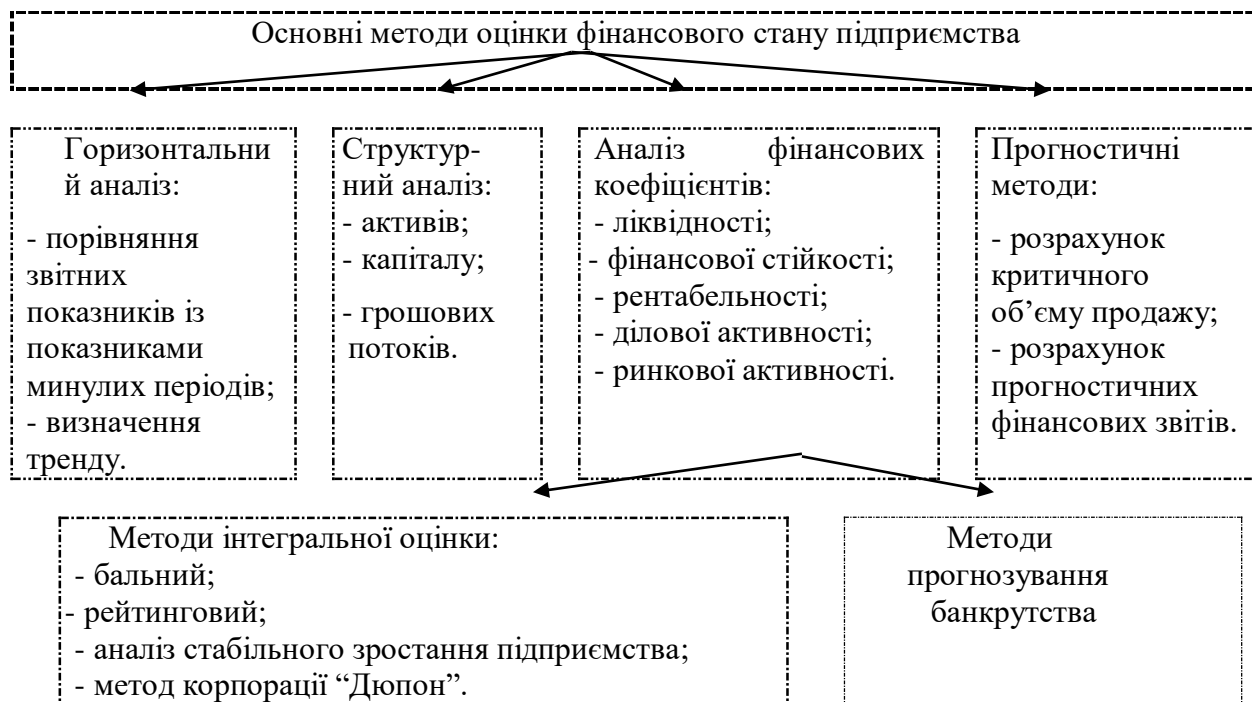 Основні методи оцінки фінансового стану підприємства
Горизонтальни
й аналіз:
- порівняння
звітних
показників із
показниками
минулих періодів;
- визначення
тренду.
Структур-
ний аналіз:
- активів;
- капіталу;
- грошових
потоків.
Аналіз фінансових
коефіцієнтів:
- ліквідності;
- фінансової стійкості;
- рентабельності;
- ділової активності;
- ринкової активності.
Прогностичні
методи:
- розрахунок
критичного
об’єму продажу;
- розрахунок
прогностичних
фінансових звітів.
Методи інтегральної оцінки:
- бальний;
- рейтинговий;
- аналіз стабільного зростання підприємства;
- метод корпорації “Дюпон”.
Методи
прогнозування
банкрутства